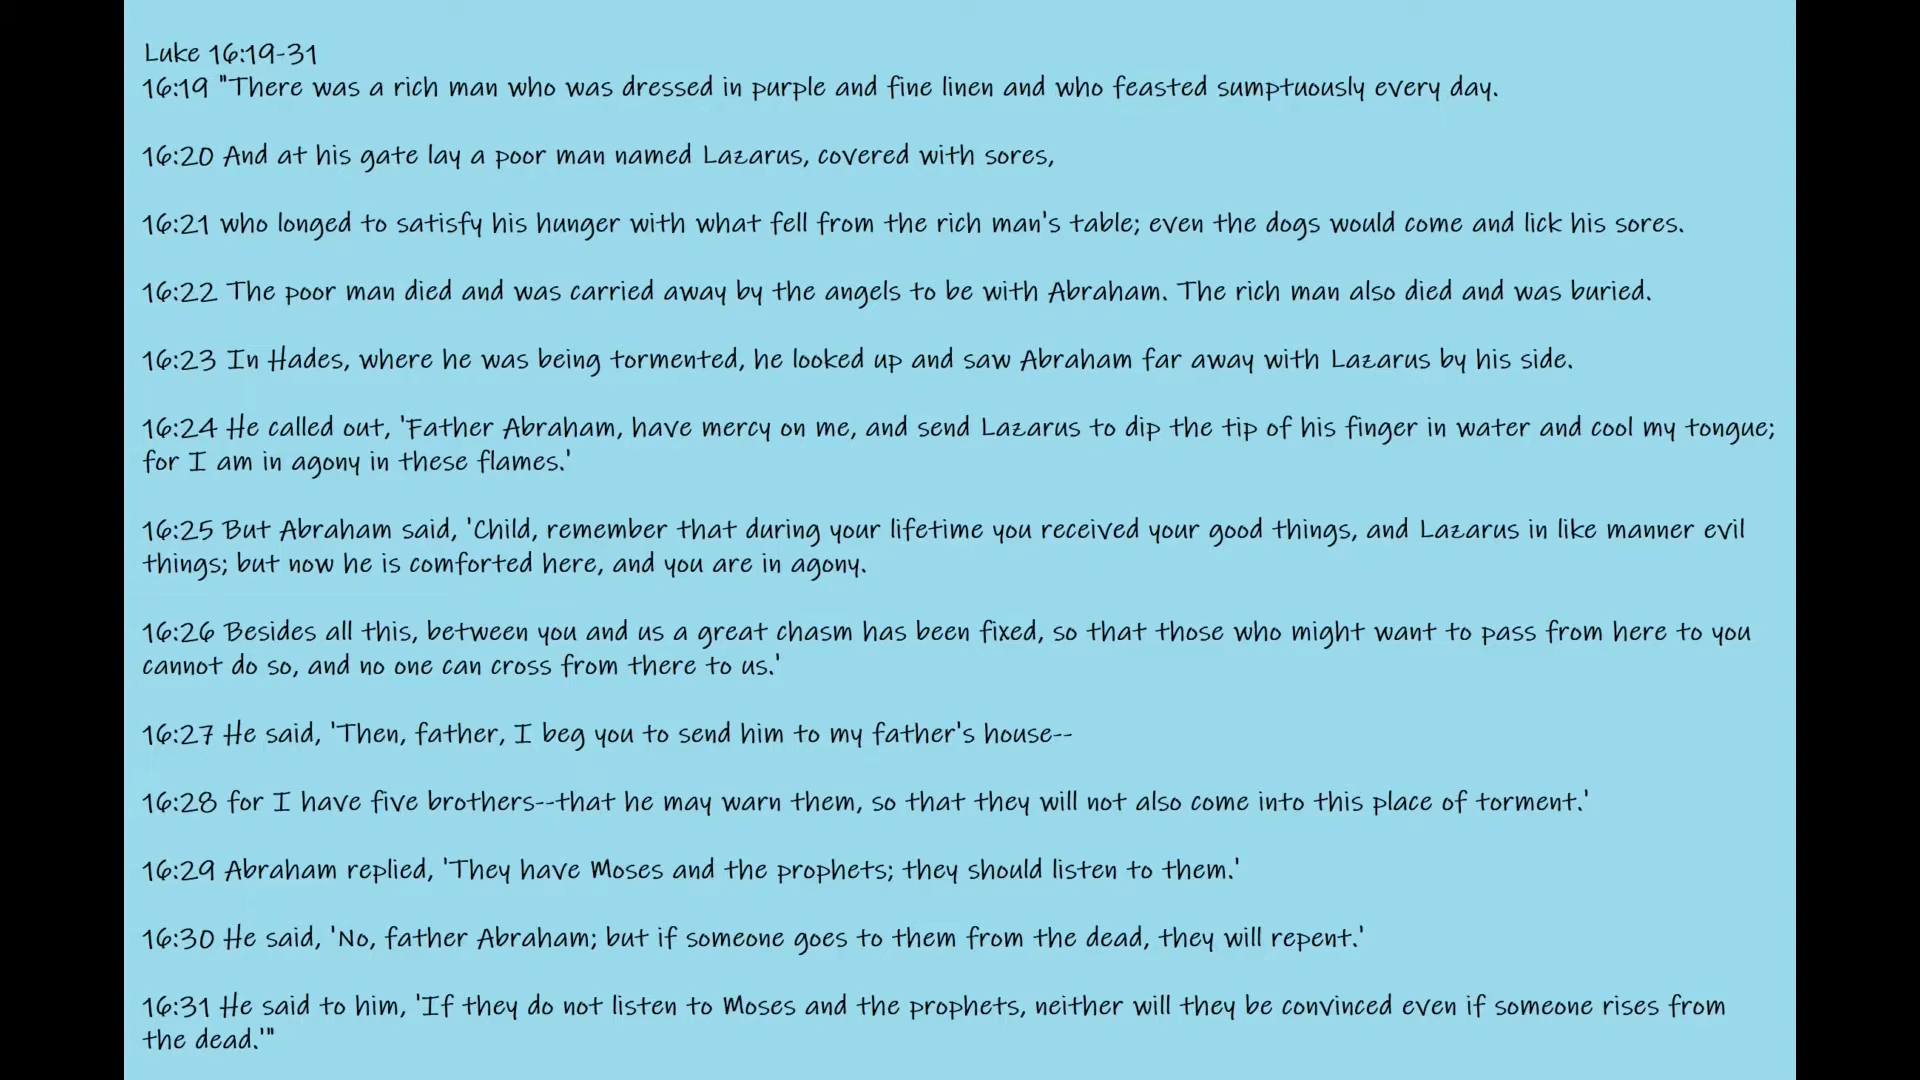 Luke 16:19-31
16:19 "There was a rich man who was dressed in purple and fine linen and who feasted sumptuously every day.
16:20 And at his gate lay a poor man named Lazarus, covered with sores,
16:21 who longed to satisfy his hunger with what fell from the rich man's table; even the dogs would come and lick his sores.
16:22 The poor man died and was carried away by the angels to be with Abraham. The rich man also died and was buried.
16:23 In Hades, where he was being tormented, he looked up and saw Abraham far away with Lazarus by his side.
16:24 He called out, 'Father Abraham, have mercy on me, and send Lazarus to dip the tip of his finger in water and cool my tongue;
for I am in agony in these flames.'
16:25 But Abraham said, 'Child, remember that during your lifetime you received your good things, and Lazarus in like manner evil
things; but now he is comforted here, and you are in agony.
16:26 Besides all this, between you and us a great chasm has been fixed, so that those who might want to pass from here to you
cannot do so, and no one can cross from there to us.'
16:27 He said, 'Then, father, I beg you to send him to my father's house--
16:28 for I have five brothers--that he may warn them, so that they will not also come into this place of torment.'
16:29 Abraham replied, 'They have Moses and the prophets; they should listen to them.'
16:30 He said, 'No, father Abraham; but if someone goes to them from the dead, they will repent.'
16:31 He said to him, 'If they do not listen to Moses and the prophets, neither will they be convinced even if someone rises from
the dead.'"